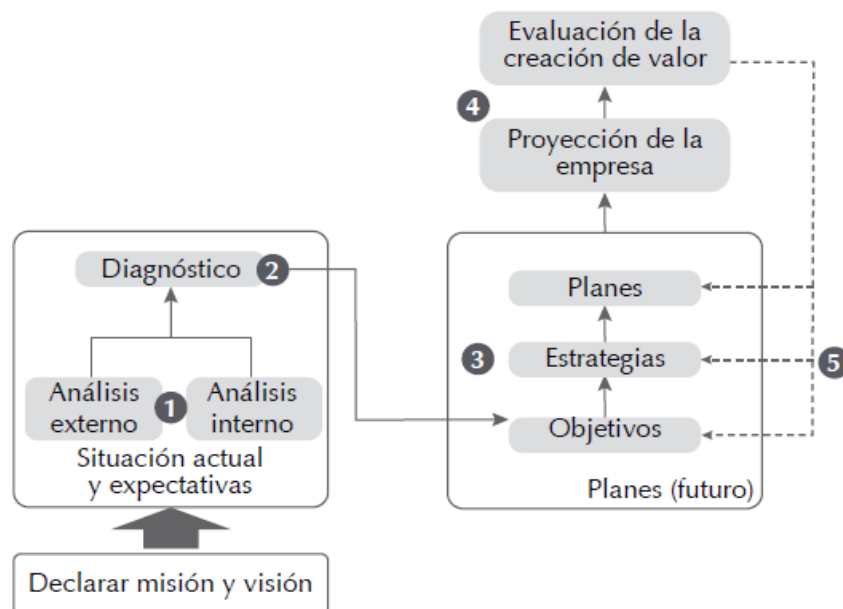 Evaluación de la
creación de valor
4
Proyección de la
empresa
Diagnóstico 2
Análisis
externo
1
Análisis
interno
Situación actual
y expectativas
Declarar misión y visión
Planes
3
Estrategias
5
Objetivos
Planes (futuro)